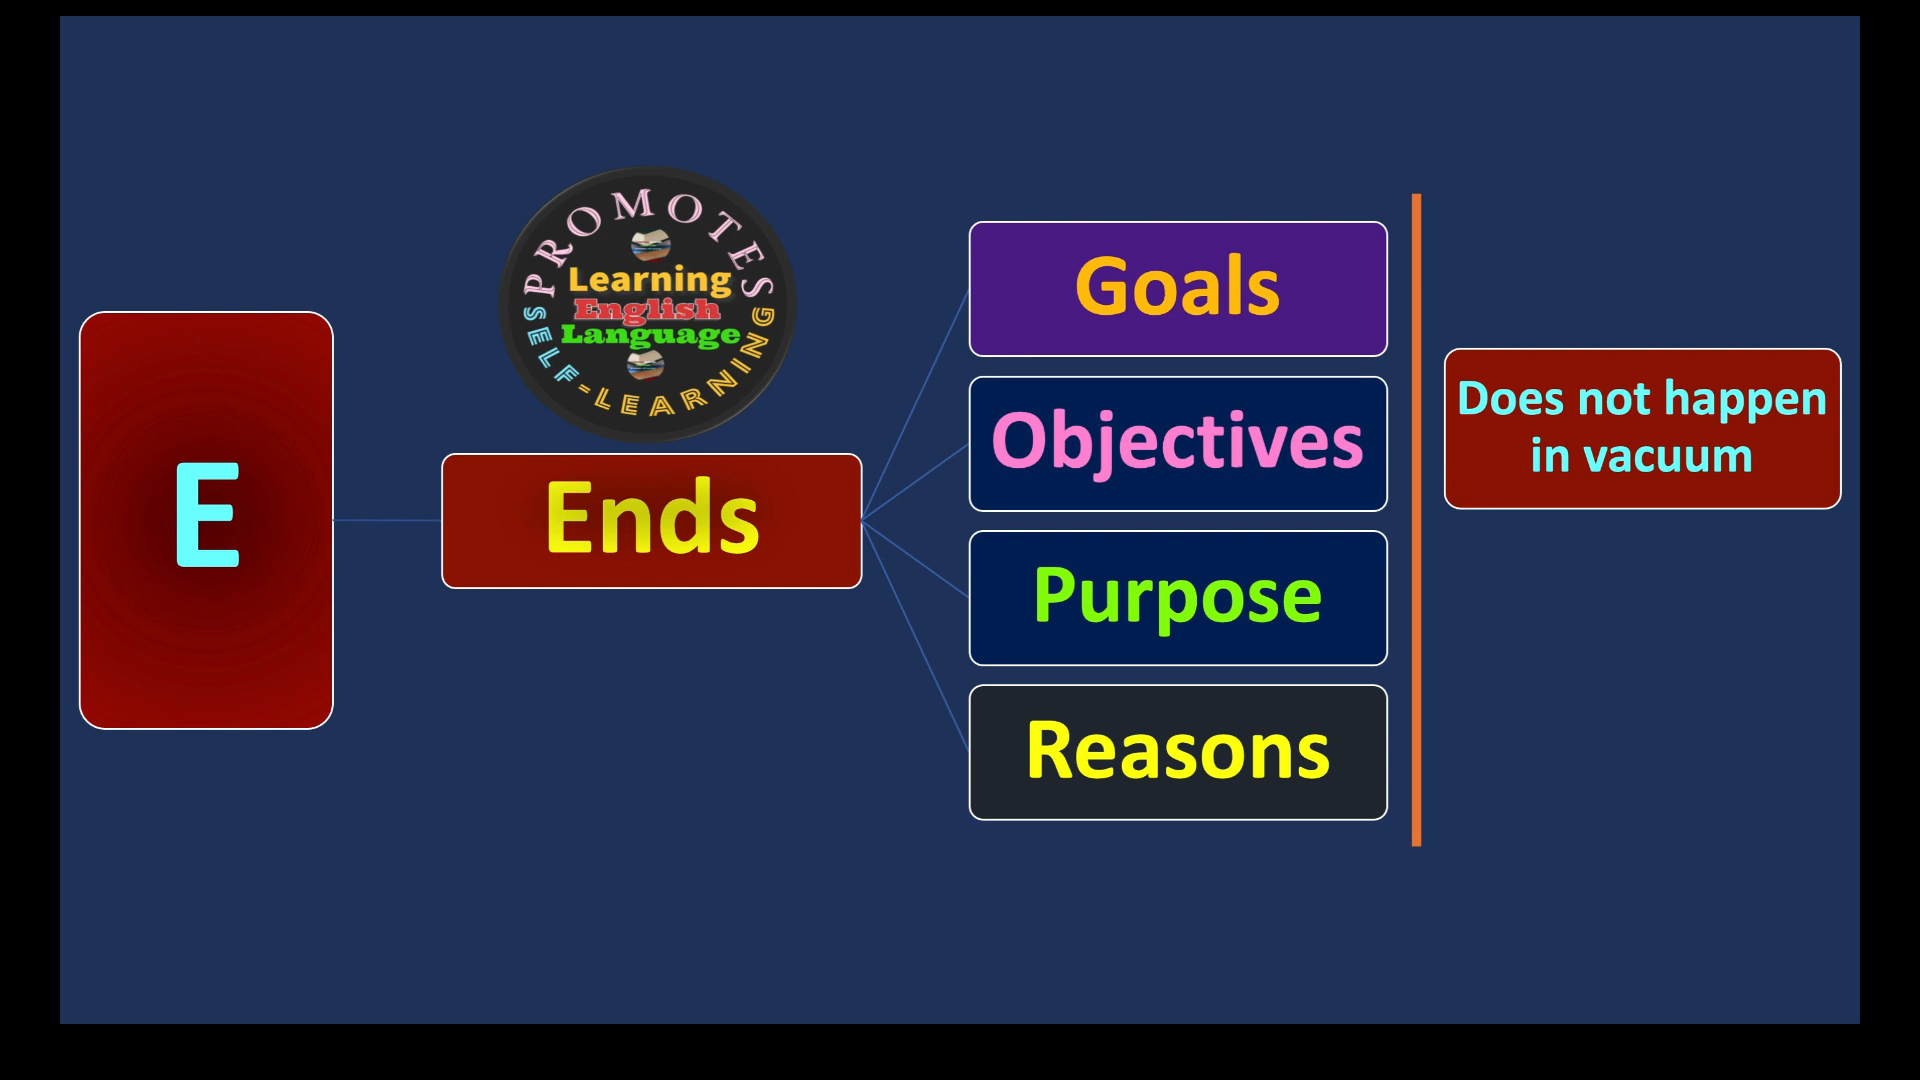 E
PROMOTES
Learning
English
Language
SELF-LEARNING
Ends
Goals
Objectives
Purpose
Reasons
Does not happen
in vacuum